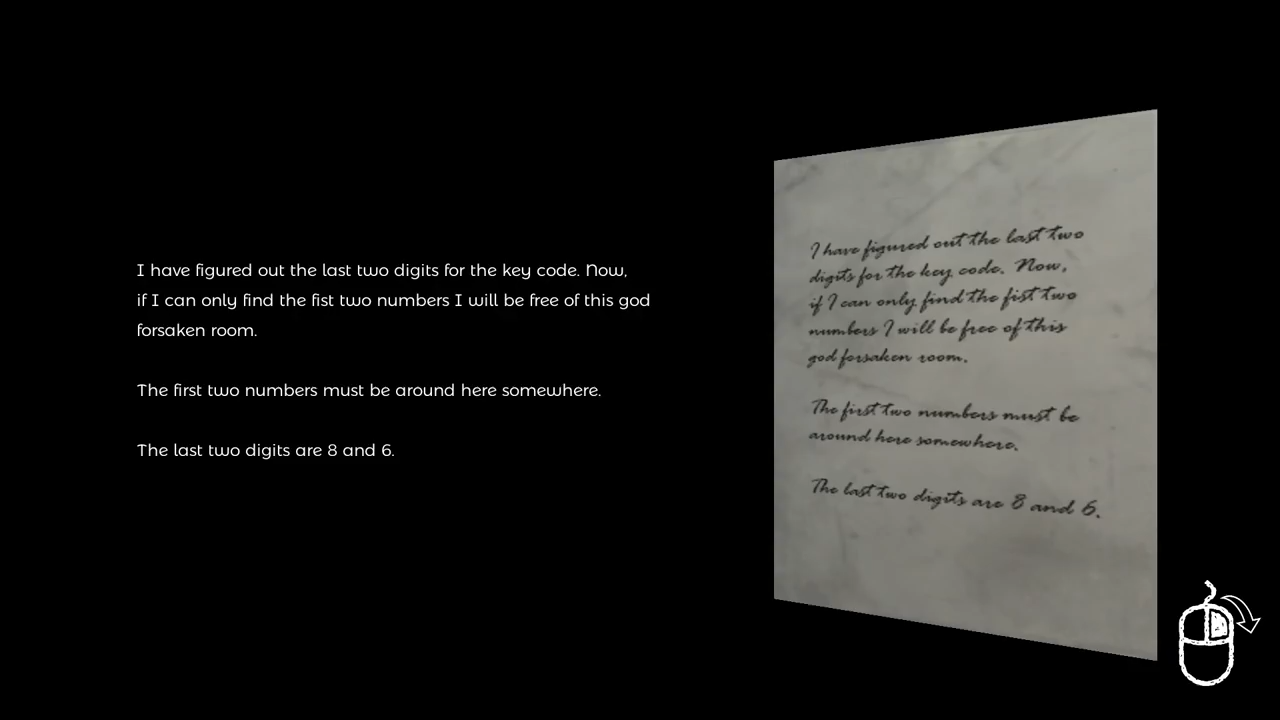 I have figured out the last two digits for the key code. Now,
if I can only find the fist two numbers I will be free of this god
forsaken room.
The first two numbers must be around here somewhere.
The last two digits are 8 and 6.
I have figured out the last two
digits for the key code. Now,
if I can only find the fist two
numbers I will be free of this
god forsaken room.
The first two numbers must be
around here somewhere.
The last two digits are 8 and 6.